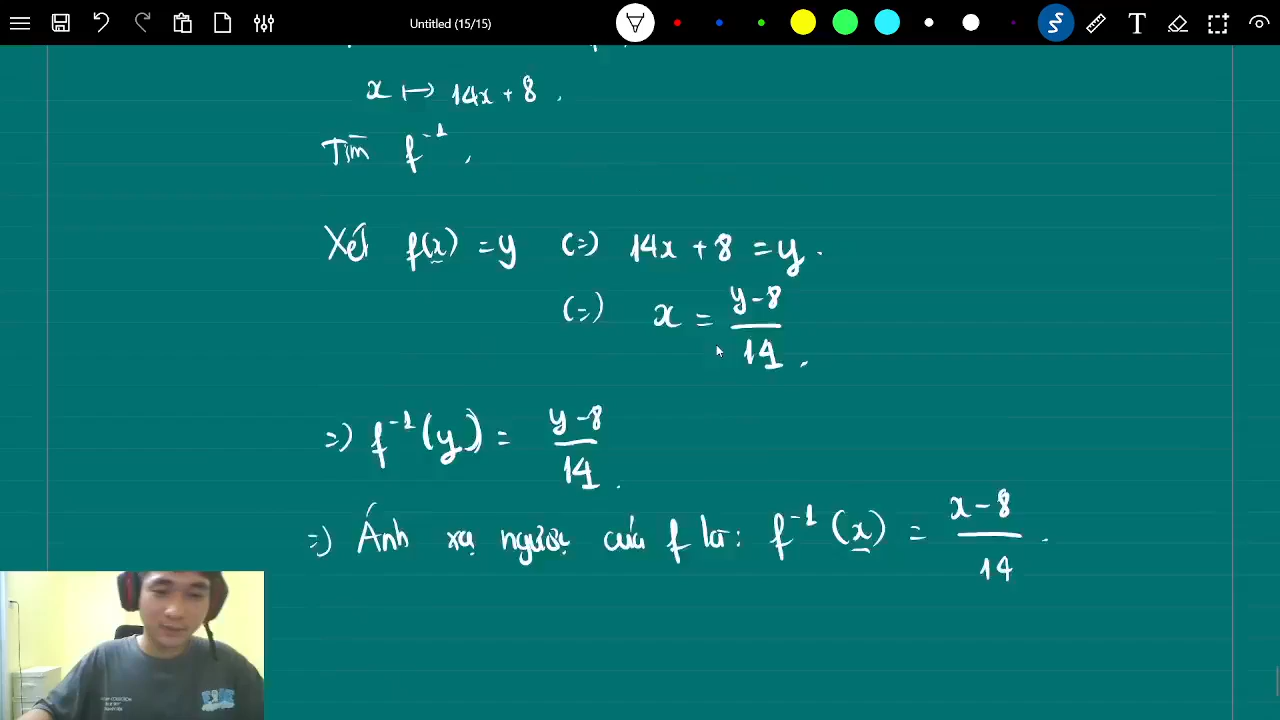 Untitled (15/15)
x ↦ 14x + 8.
Tìm f⁻¹.
Xét f(x) = y (=) 14x + 8 = y.
(=) x = (y - 8)/14.
=) f⁻¹(y) = (y - 8)/14.
=) Ánh xạ ngược của f là: f⁻¹(x) = (x - 8)/14.